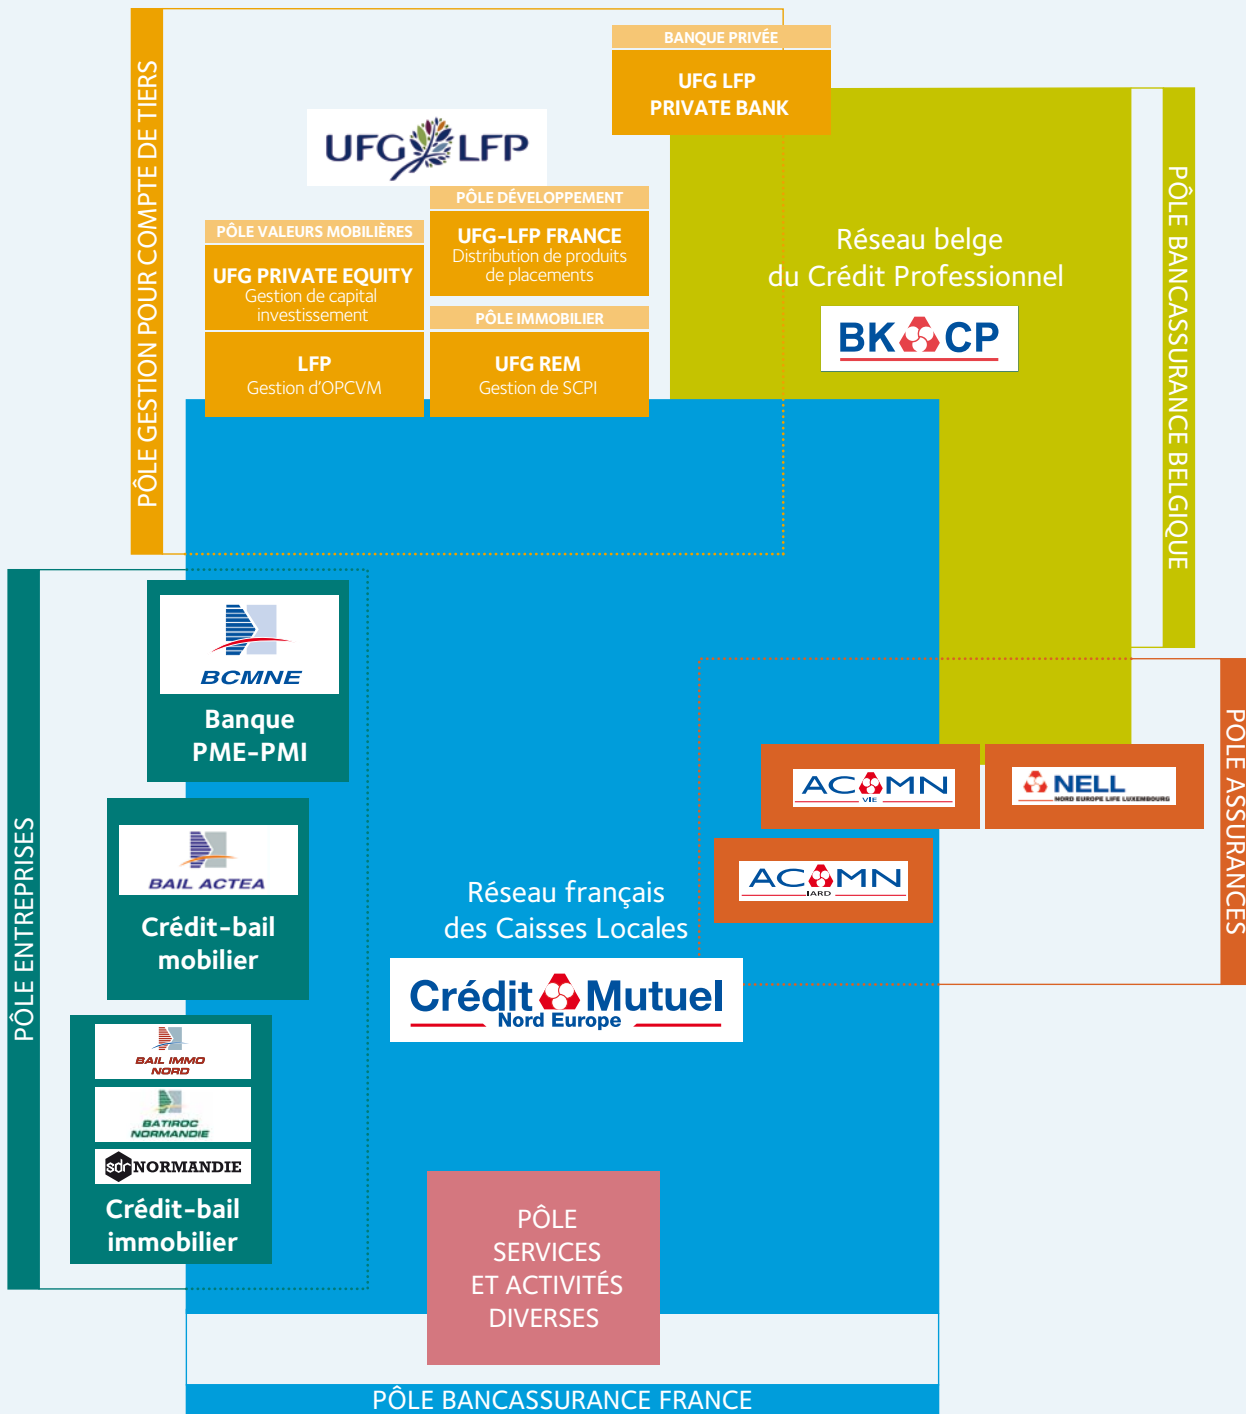 PÔLE GESTION POUR COMPTE DE TIERS
BANQUE PRIVÉE
UFG LFP
PRIVATE BANK
UFG LFP
PÔLE VALEURS MOBILIÈRES
UFG PRIVATE EQUITY
Gestion de capital
investissement
LFP
Gestion d'OPCVM
PÔLE DÉVELOPPEMENT
UFG-LFP FRANCE
Distribution de produits
de placements
PÔLE IMMOBILIER
UFG REM
Gestion de SCPI
Réseau belge
du Crédit Professionnel
BK CP
PÔLE BANCASSURANCE BELGIQUE
PÔLE ENTREPRISES
BCMNE
Banque
PME-PMI
BAIL ACTEA
Crédit-bail
mobilier
BAIL IMMO
NORD
BATIROC
NORMANDIE
sdr NORMANDIE
Crédit-bail
immobilier
Réseau français
des Caisses Locales
Crédit Mutuel
Nord Europe
ACMN
VIE
NELL
NORD EUROPE LIFE LUXEMBOURG
ACMN
IARD
PÔLE ASSURANCES
PÔLE
SERVICES
ET ACTIVITÉS
DIVERSES
PÔLE BANCASSURANCE FRANCE